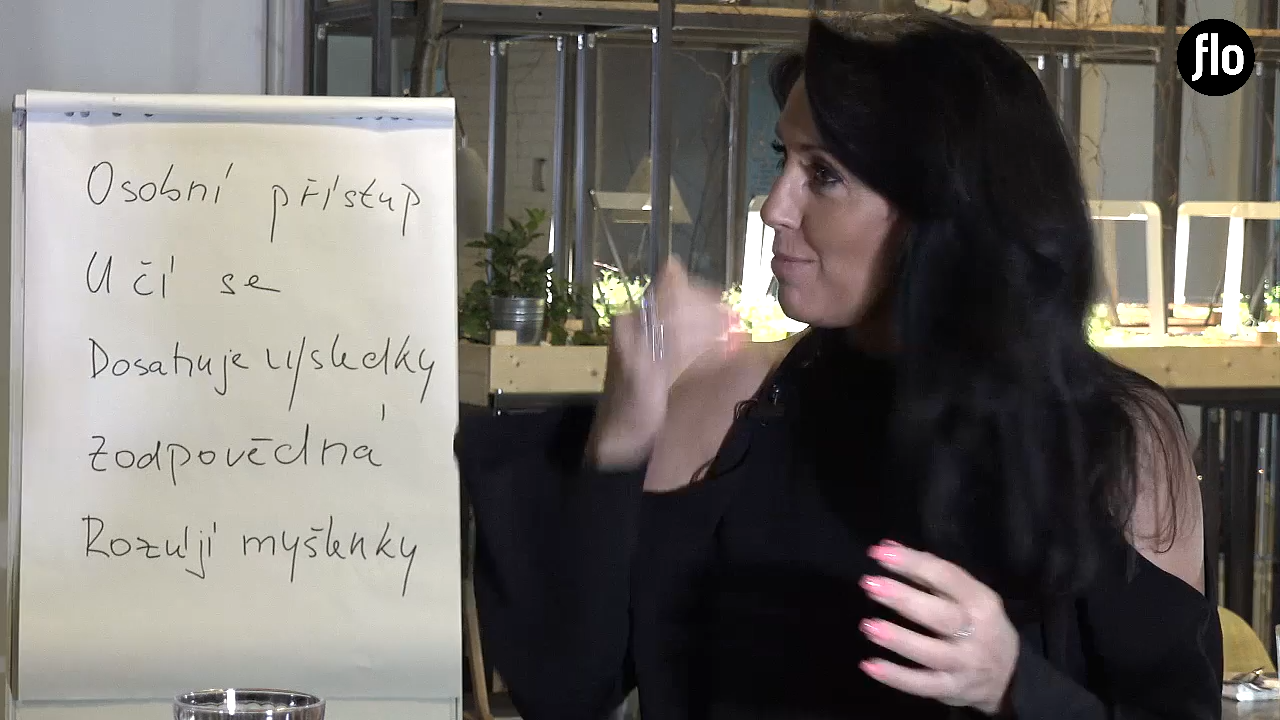 flo
Osobní přístup
Učí se
Dosahuje výsledky
Zodpovědná
Rozvíjí myšlenky